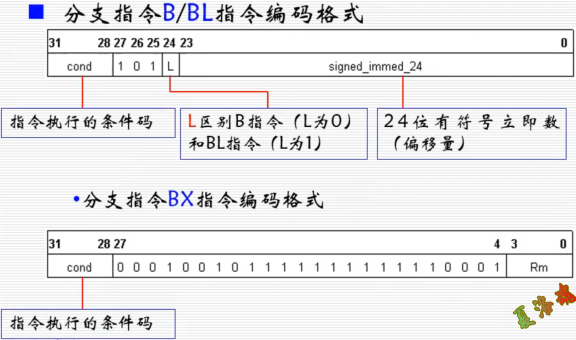 ■ 分支指令B/BL指令编码格式
31 28 27 26 25 24 23 0
cond 1 0 1 L signed_immed_24
指令执行的条件码
L区别B指令（L为0）
和BL指令（L为1）
24位有符号立即数
（偏移量）
•分支指令BX指令编码格式
31 28 27 4 3 0
cond 0 0 0 1 0 0 1 0 1 1 1 1 1 1 1 1 1 1 1 1 0 0 0 1 Rm
指令执行的条件码